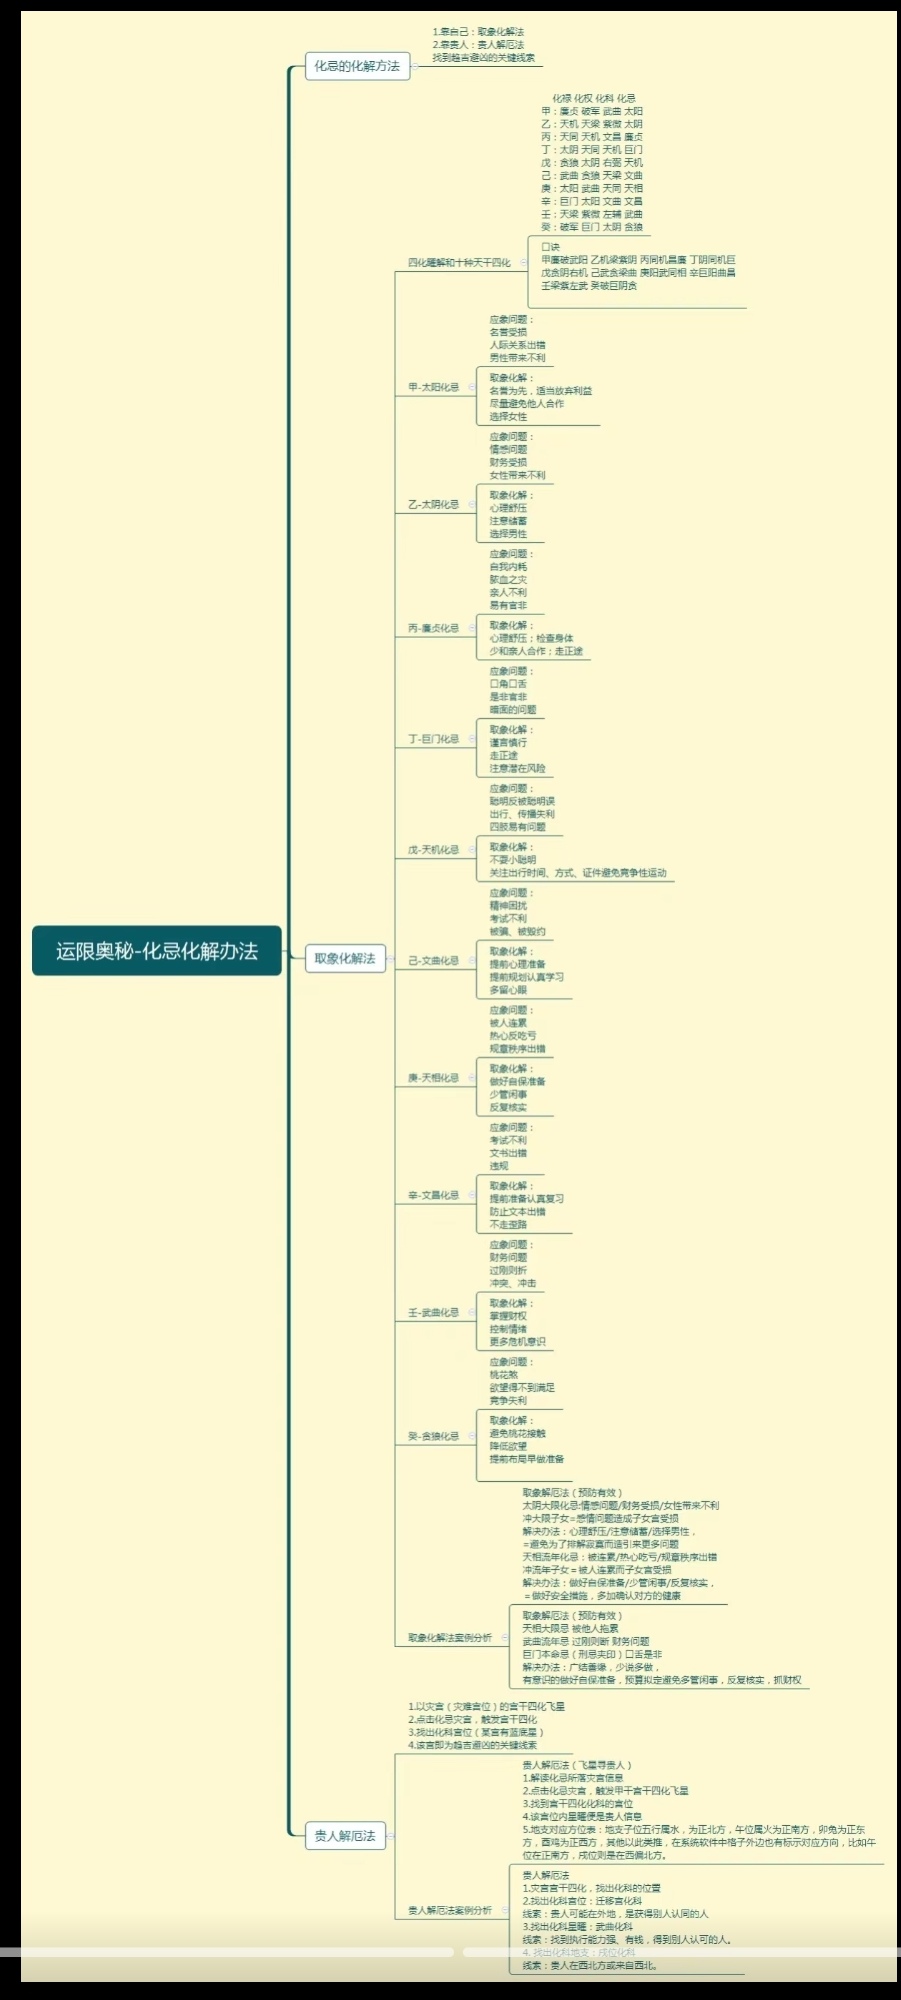 运限奥秘-化忌化解办法
化忌的化解方法
1.靠自己：取象化解法
2.靠贵人：贵人解厄法
找到趋吉避凶的关键线索
取象化解法
四化曜解和十种天干四化
化禄 化权 化科 化忌
甲：廉贞 破军 武曲 太阳
乙：天机 天梁 紫微 太阴
丙：天同 天机 文昌 廉贞
丁：太阴 天同 天机 巨门
戊：贪狼 太阴 右弼 天机
己：武曲 贪狼 天梁 文曲
庚：太阳 武曲 天同 天相
辛：巨门 太阳 文曲 文昌
壬：天梁 紫微 左辅 武曲
癸：破军 巨门 太阴 贪狼
口诀
甲廉破武阳 乙机梁紫阴 丙同机昌廉 丁阴同机巨
戊贪阴右机 己武贪梁曲 庚阳武同相 辛巨阳曲昌
壬梁紫左武 癸破巨阴贪
甲-太阳化忌
应象问题：
名誉受损
人际关系出错
男性带来不利
取象化解：
名誉为先，适当放弃利益
尽量避免他人合作
选择女性
乙-太阴化忌
应象问题：
情感问题
财务受损
女性带来不利
取象化解：
心理舒压
注意储蓄
选择男性
丙-廉贞化忌
应象问题：
自我内耗
脓血之灾
亲人不利
易有官非
取象化解：
心理舒压；检查身体
少和亲人合作；走正途
丁-巨门化忌
应象问题：
口角口舌
是非官非
暗面的问题
取象化解：
谨言慎行
走正途
注意潜在风险
戊-天机化忌
应象问题：
聪明反被聪明误
出行、传播失利
四肢易有问题
取象化解：
不耍小聪明
关注出行时间、方式、证件避免竞争性运动
己-文曲化忌
应象问题：
精神困扰
考试不利
被骗、被毁约
取象化解：
提前心理准备
提前规划认真学习
多留心眼
庚-天相化忌
应象问题：
被人连累
热心反吃亏
规章秩序出错
取象化解：
做好自保准备
少管闲事
反复核实
辛-文昌化忌
应象问题：
考试不利
文书出错
违规
取象化解：
提前准备认真复习
防止文本出错
不走歪路
壬-武曲化忌
应象问题：
财务问题
过刚则折
冲突、冲击
取象化解：
掌握财权
控制情绪
更多危机意识
癸-贪狼化忌
应象问题：
桃花煞
欲望得不到满足
竞争失利
取象化解：
避免桃花接触
降低欲望
提前布局早做准备
取象化解法案例分析
取象解厄法（预防有效）
太阴大限化忌:情感问题/财务受损/女性带来不利
冲大限子女=感情问题造成子女宫受损
解决办法：心理舒压/注意储蓄/选择男性，
=避免为了排解寂寞而造引来更多问题
天相流年化忌：被连累/热心吃亏/规章秩序出错
冲流年子女＝被人连累而子女宫受损
解决办法：做好自保准备/少管闲事/反复核实，
＝做好安全措施，多加确认对方的健康
取象解厄法（预防有效）
天相大限忌 被他人拖累
武曲流年忌 过刚则断 财务问题
巨门本命忌（刑忌夹印）口舌是非
解决办法：广结善缘，少说多做，
有意识的做好自保准备，预算拟定避免多管闲事，反复核实，抓财权
贵人解厄法
1.以灾宫（灾难宫位）的宫干四化飞星
2.点击化忌灾宫，触发宫干四化
3.找出化科宫位（某宫有蓝底星）
4.该宫即为趋吉避凶的关键线索
贵人解厄法案例分析
贵人解厄法（飞星寻贵人）
1.解读化忌所落灾宫信息
2.点击化忌灾宫，触发甲干宫干四化飞星
3.找到宫干四化化科的宫位
4.该宫位内星曜便是贵人信息
5.地支对应方位表：地支子位五行属水，为正北方，午位属火为正南方，卯兔为正东
方，酉鸡为正西方，其他以此类推，在系统软件中格子外边也有标示对应方向，比如午
位在正南方，戌位则是在西偏北方。
贵人解厄法
1.灾宫宫干四化，找出化科的位置
2.找出化科宫位：迁移宫化科
线索：贵人可能在外地，是获得别人认同的人
3.找出化科星曜：武曲化科
线索：找到执行能力强、有钱，得到别人认可的人。
4. 找出化科地支：戌位化科
线索：贵人在西北方或来自西北。